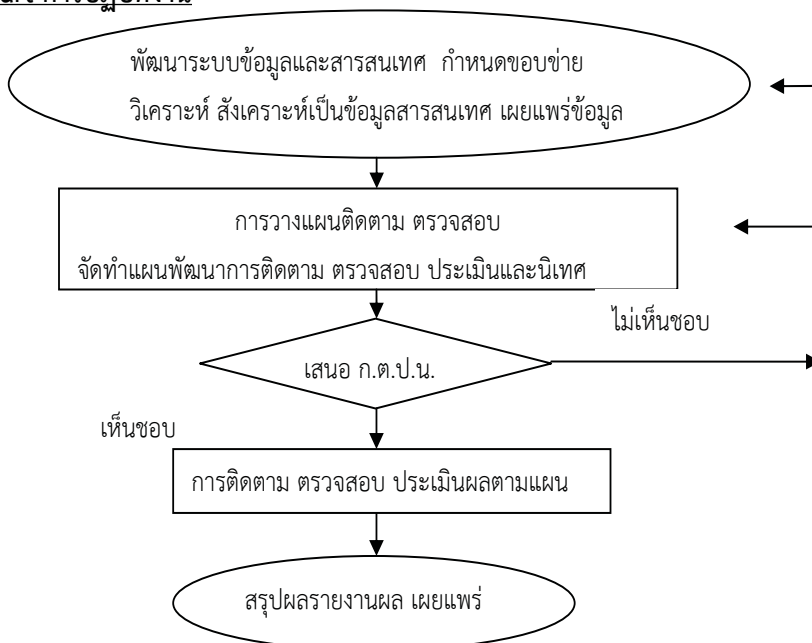 พัฒนาระบบข้อมูลและสารสนเทศ กำหนดขอบข่าย
วิเคราะห์ สังเคราะห์เป็นข้อมูลสารสนเทศ เผยแพร่ข้อมูล
การวางแผนติดตาม ตรวจสอบ
จัดทำแผนพัฒนาการติดตาม ตรวจสอบ ประเมินและนิเทศ
ไม่เห็นชอบ
เสนอ ก.ต.ป.น.
เห็นชอบ
การติดตาม ตรวจสอบ ประเมินผลตามแผน
สรุปผลรายงานผล เผยแพร่